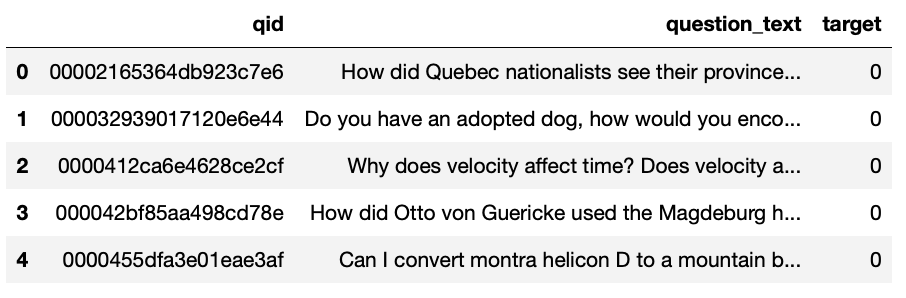 qid question_text target
0 00002165364db923c7e6 How did Quebec nationalists see their province... 0
1 000032939017120e6e44 Do you have an adopted dog, how would you enco... 0
2 0000412ca6e4628ce2cf Why does velocity affect time? Does velocity a... 0
3 000042bf85aa498cd78e How did Otto von Guericke used the Magdeburg h... 0
4 0000455dfa3e01eae3af Can I convert montra helicon D to a mountain b... 0